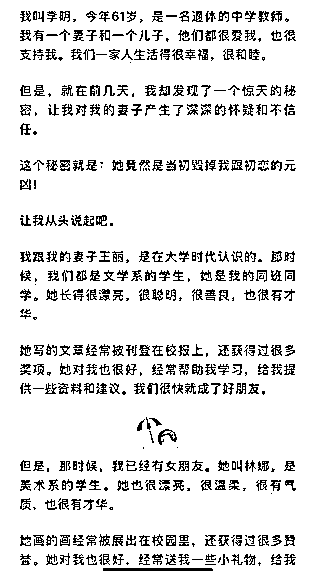 我叫李明，今年61岁，是一名退休的中学教师。
我有一个妻子和一个儿子，他们都很爱我，也很
支持我。我们一家人生活得很幸福，很和睦。
但是，就在前几天，我却发现了一个惊天的秘
密，让我对我的妻子产生了深深的怀疑和不信
任。
这个秘密就是：她竟然是当初毁掉我跟初恋的元
凶！
让我从头说起吧。
我跟我的妻子王丽，是在大学时代认识的。那时
候，我们都是文学系的学生，她是我的同班同
学。她长得很漂亮，很聪明，很善良，也很有才
华。
她写的文章经常被刊登在校报上，还获得过很多
奖项。她对我也很好，经常帮助我学习，给我提
供一些资料和建议。我们很快就成了好朋友。
但是，那时候，我已经有女朋友。她叫林娜，是
美术系的学生。她也很漂亮，很温柔，很有气
质，也很有才华。
她画的画经常被展出在校园里，还获得过很多赞
誉。她对我也很好，经常送我一些小礼物，给我